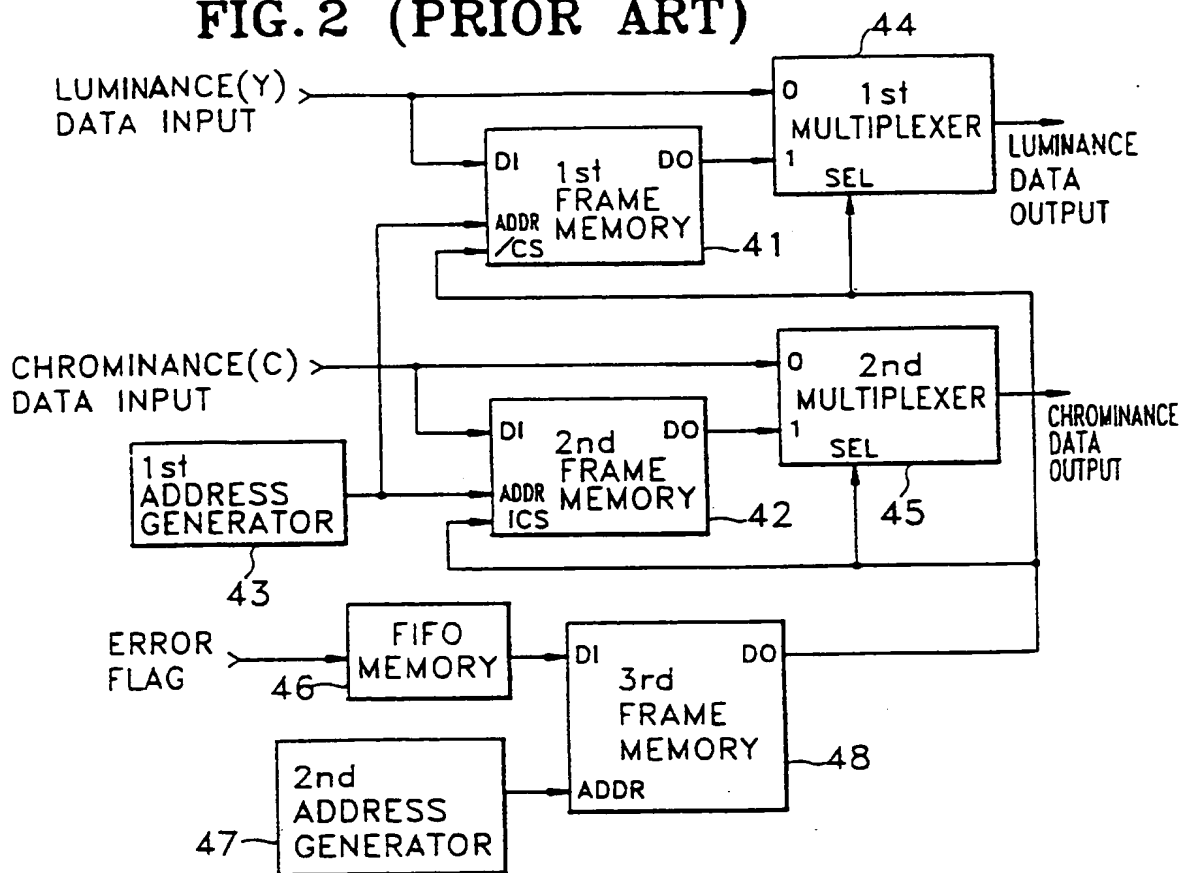 FIG. 2 (PRIOR ART)
44
LUMINANCE(Y)
DATA INPUT
0
1st
MULTIPLEXER
1
SEL
LUMINANCE
DATA
OUTPUT
DI
DO
1st
FRAME
MEMORY
ADDR
/CS
41
CHROMINANCE(C)
DATA INPUT
0
2nd
MULTIPLEXER
1
SEL
CHROMINANCE
DATA
OUTPUT
45
DI
DO
2nd
FRAME
MEMORY
ADDR
ICS
42
1st
ADDRESS
GENERATOR
43
ERROR
FLAG
FIFO
MEMORY
46
DI
DO
3rd
FRAME
MEMORY
ADDR
48
2nd
ADDRESS
GENERATOR
47